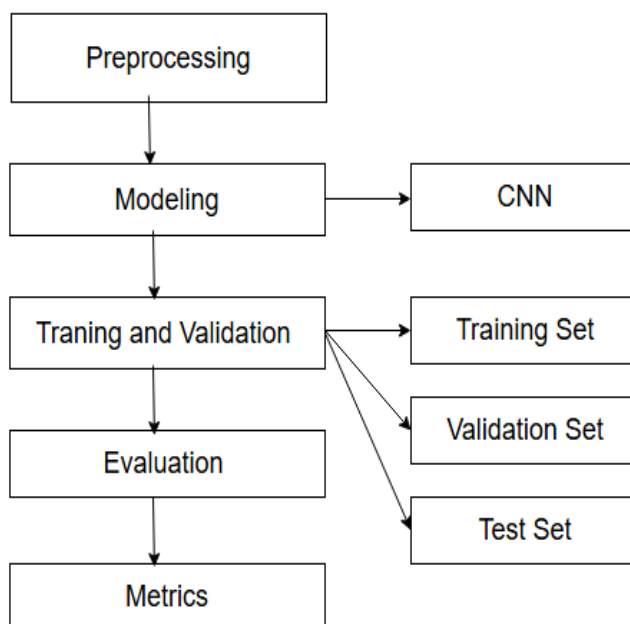 Preprocessing
Modeling
CNN
Traning and Validation
Training Set
Validation Set
Evaluation
Test Set
Metrics